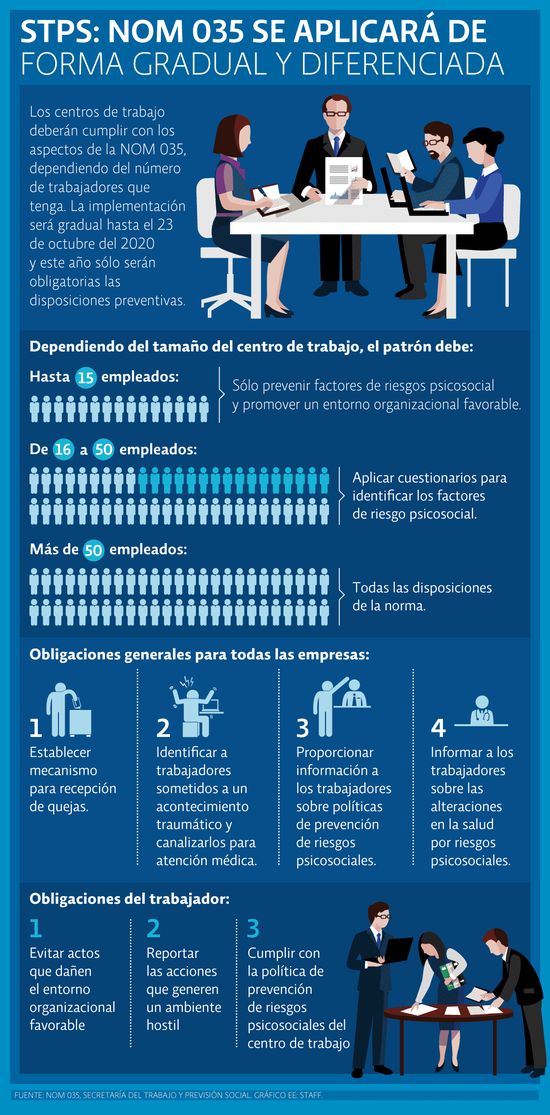 STPS: NOM 035 SE APLICARÁ DE
FORMA GRADUAL Y DIFERENCIADA
Los centros de trabajo
deberán cumplir con los
aspectos de la NOM 035,
dependiendo del número
de trabajadores que
tenga. La implementación
será gradual hasta el 23
de octubre del 2020
y este año sólo serán
obligatorias las
disposiciones preventivas.
Dependiendo del tamaño del centro de trabajo, el patrón debe:
Hasta 15 empleados:
Sólo prevenir factores de riesgos psicosocial
y promover un entorno organizacional favorable.
De 16 a 50 empleados:
Aplicar cuestionarios para
identificar los factores
de riesgo psicosocial.
Más de 50 empleados:
Todas las disposiciones
de la norma.
Obligaciones generales para todas las empresas:
1
Establecer
mecanismo
para recepción
de quejas.
2
Identificar a
trabajadores
sometidos a un
acontecimiento
traumático y
canalizarlos para
atención médica.
3
Proporcionar
información a
los trabajadores
sobre políticas
de prevención
de riesgos
psicosociales.
4
Informar a los
trabajadores
sobre las
alteraciones
en la salud
por riesgos
psicosociales.
Obligaciones del trabajador:
1
Evitar actos
que dañen
el entorno
organizacional
favorable
2
Reportar
las acciones
que generen
un ambiente
hostil
3
Cumplir con
la política de
prevención
de riesgos
psicosociales del
centro de trabajo
FUENTE: NOM 035, SECRETARÍA DEL TRABAJO Y PREVISIÓN SOCIAL. GRÁFICO EE: STAFF.